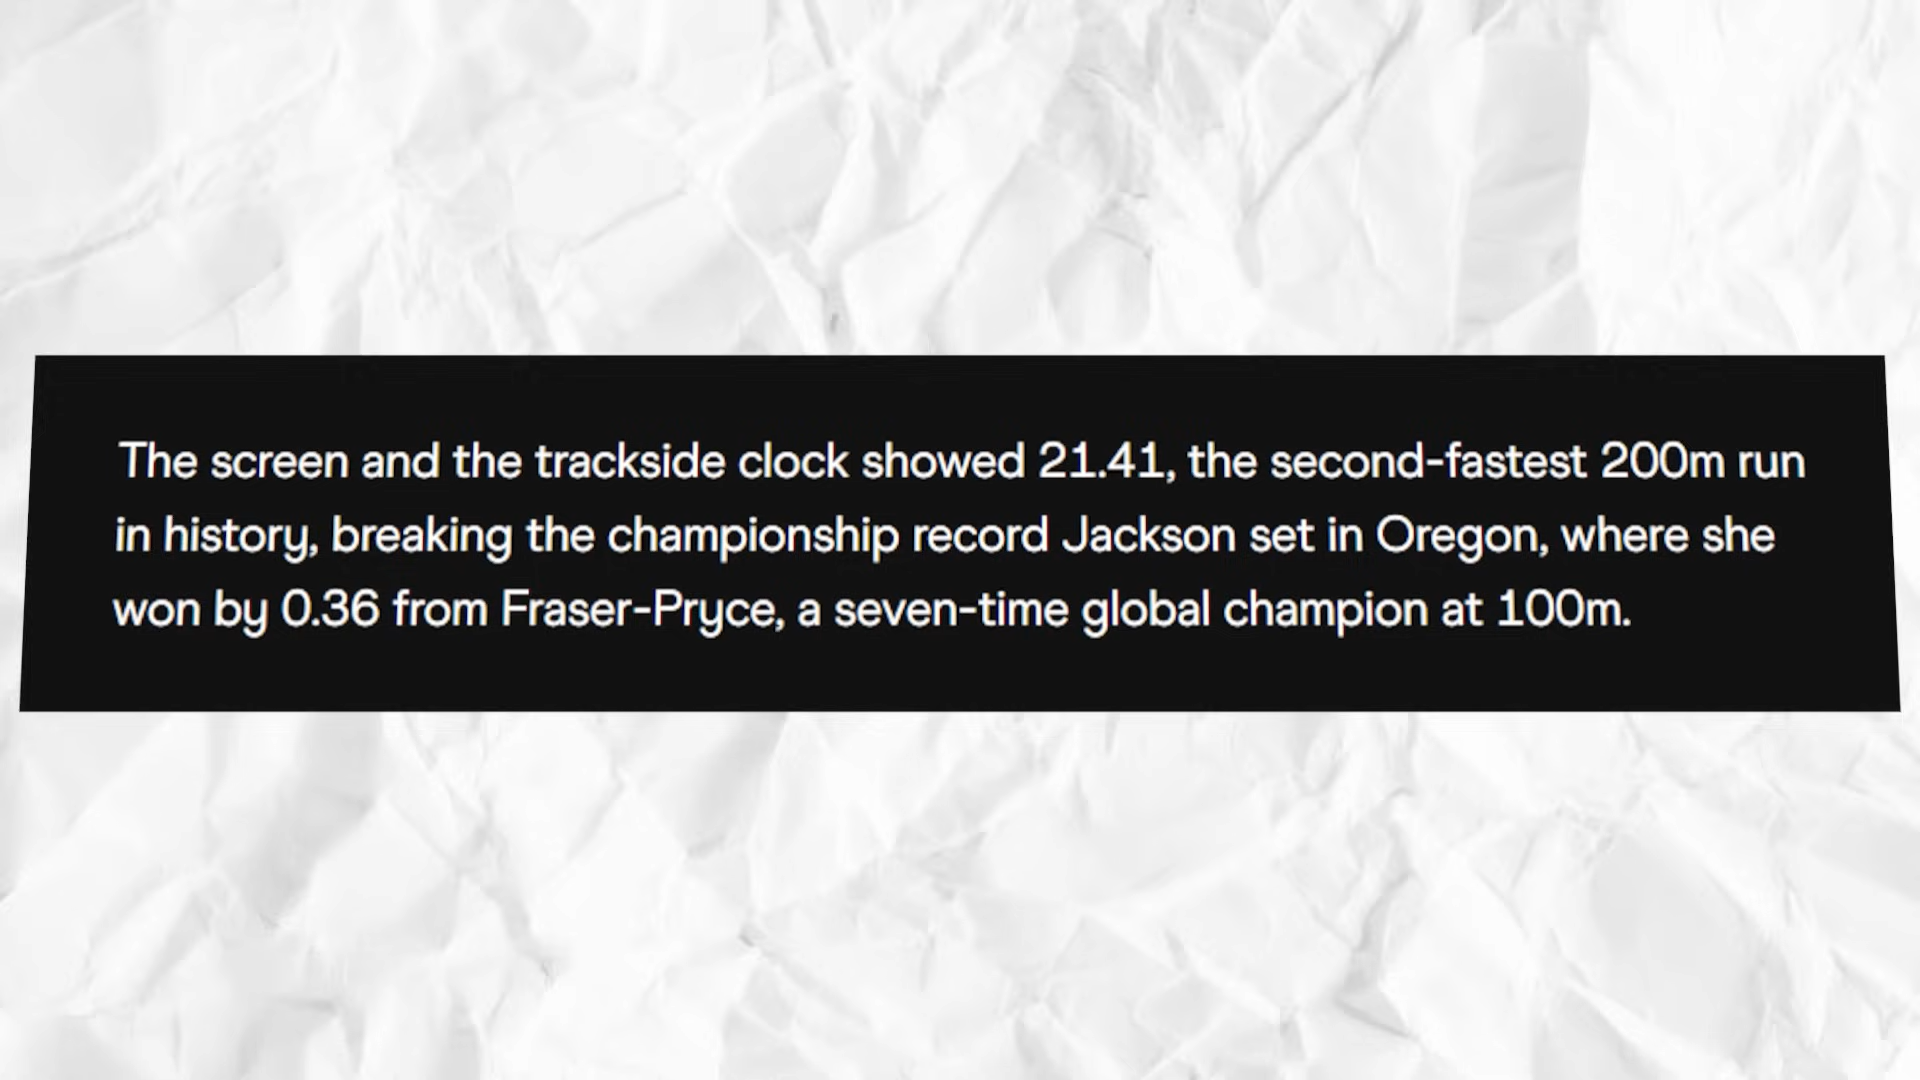 The screen and the trackside clock showed 21.41, the second-fastest 200m run
in history, breaking the championship record Jackson set in Oregon, where she
won by 0.36 from Fraser-Pryce, a seven-time global champion at 100m.